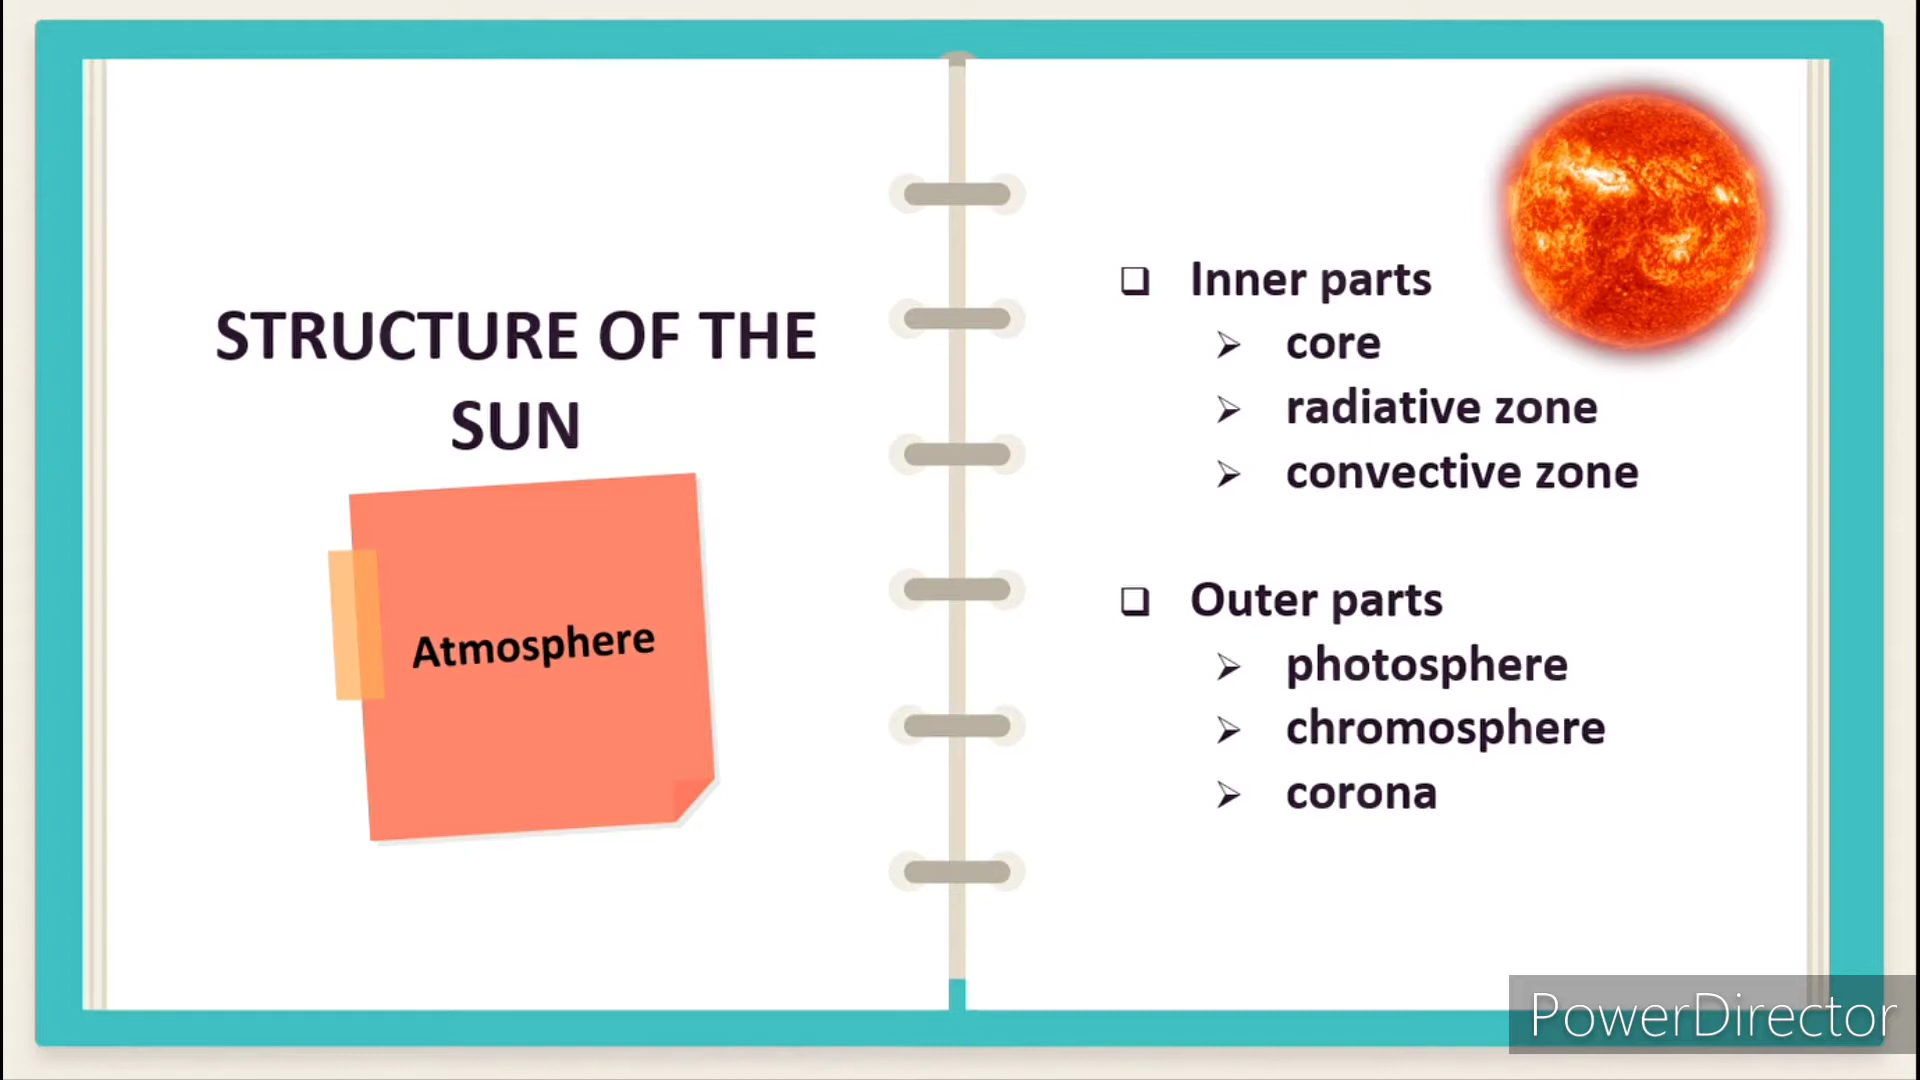 STRUCTURE OF THE
SUN
Atmosphere
❑ Inner parts
➢ core
➢ radiative zone
➢ convective zone
❑ Outer parts
➢ photosphere
➢ chromosphere
➢ corona
PowerDirector